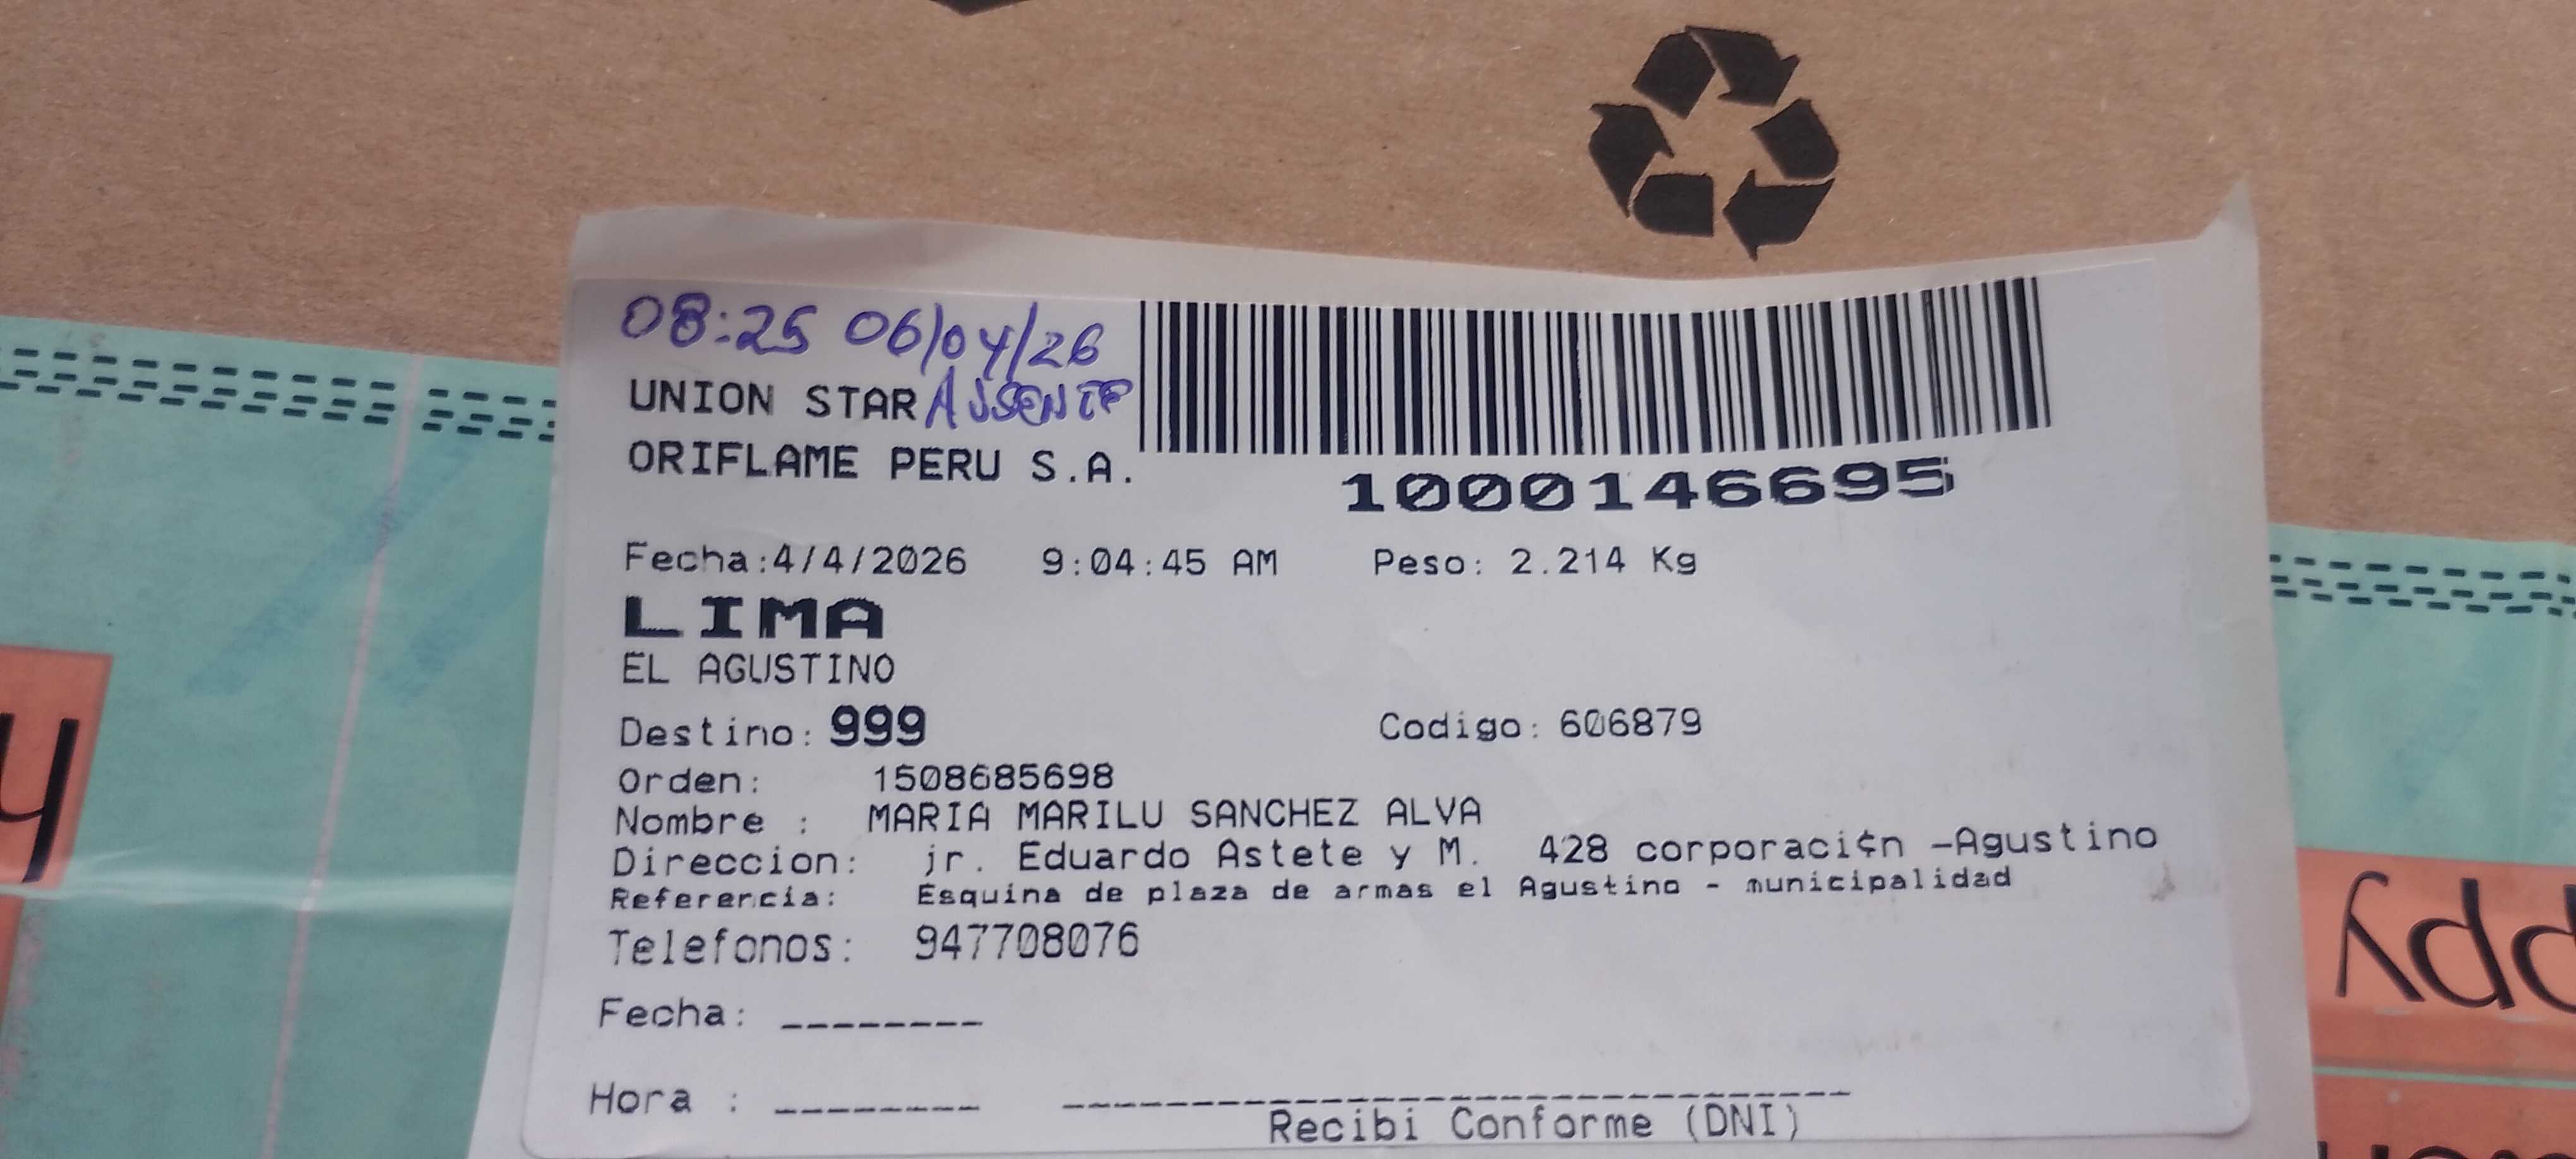 08:25 06/04/26
UNION STAR AUSENTE
ORIFLAME PERU S.A.
1000146695
Fecha:4/4/2026 9:04:45 AM Peso: 2.214 Kg
LIMA
EL AGUSTINO
Destino: 999 Codigo: 606879
Orden: 1508685698
Nombre : MARIA MARILU SANCHEZ ALVA
Direccion: jr. Eduardo Astete y M. 428 corporaci¢n -Agustino
Referencia: Esquina de plaza de armas el Agustino - municipalidad
Telefonos: 947708076
Fecha: ________
Hora : ________
Recibi Conforme (DNI)